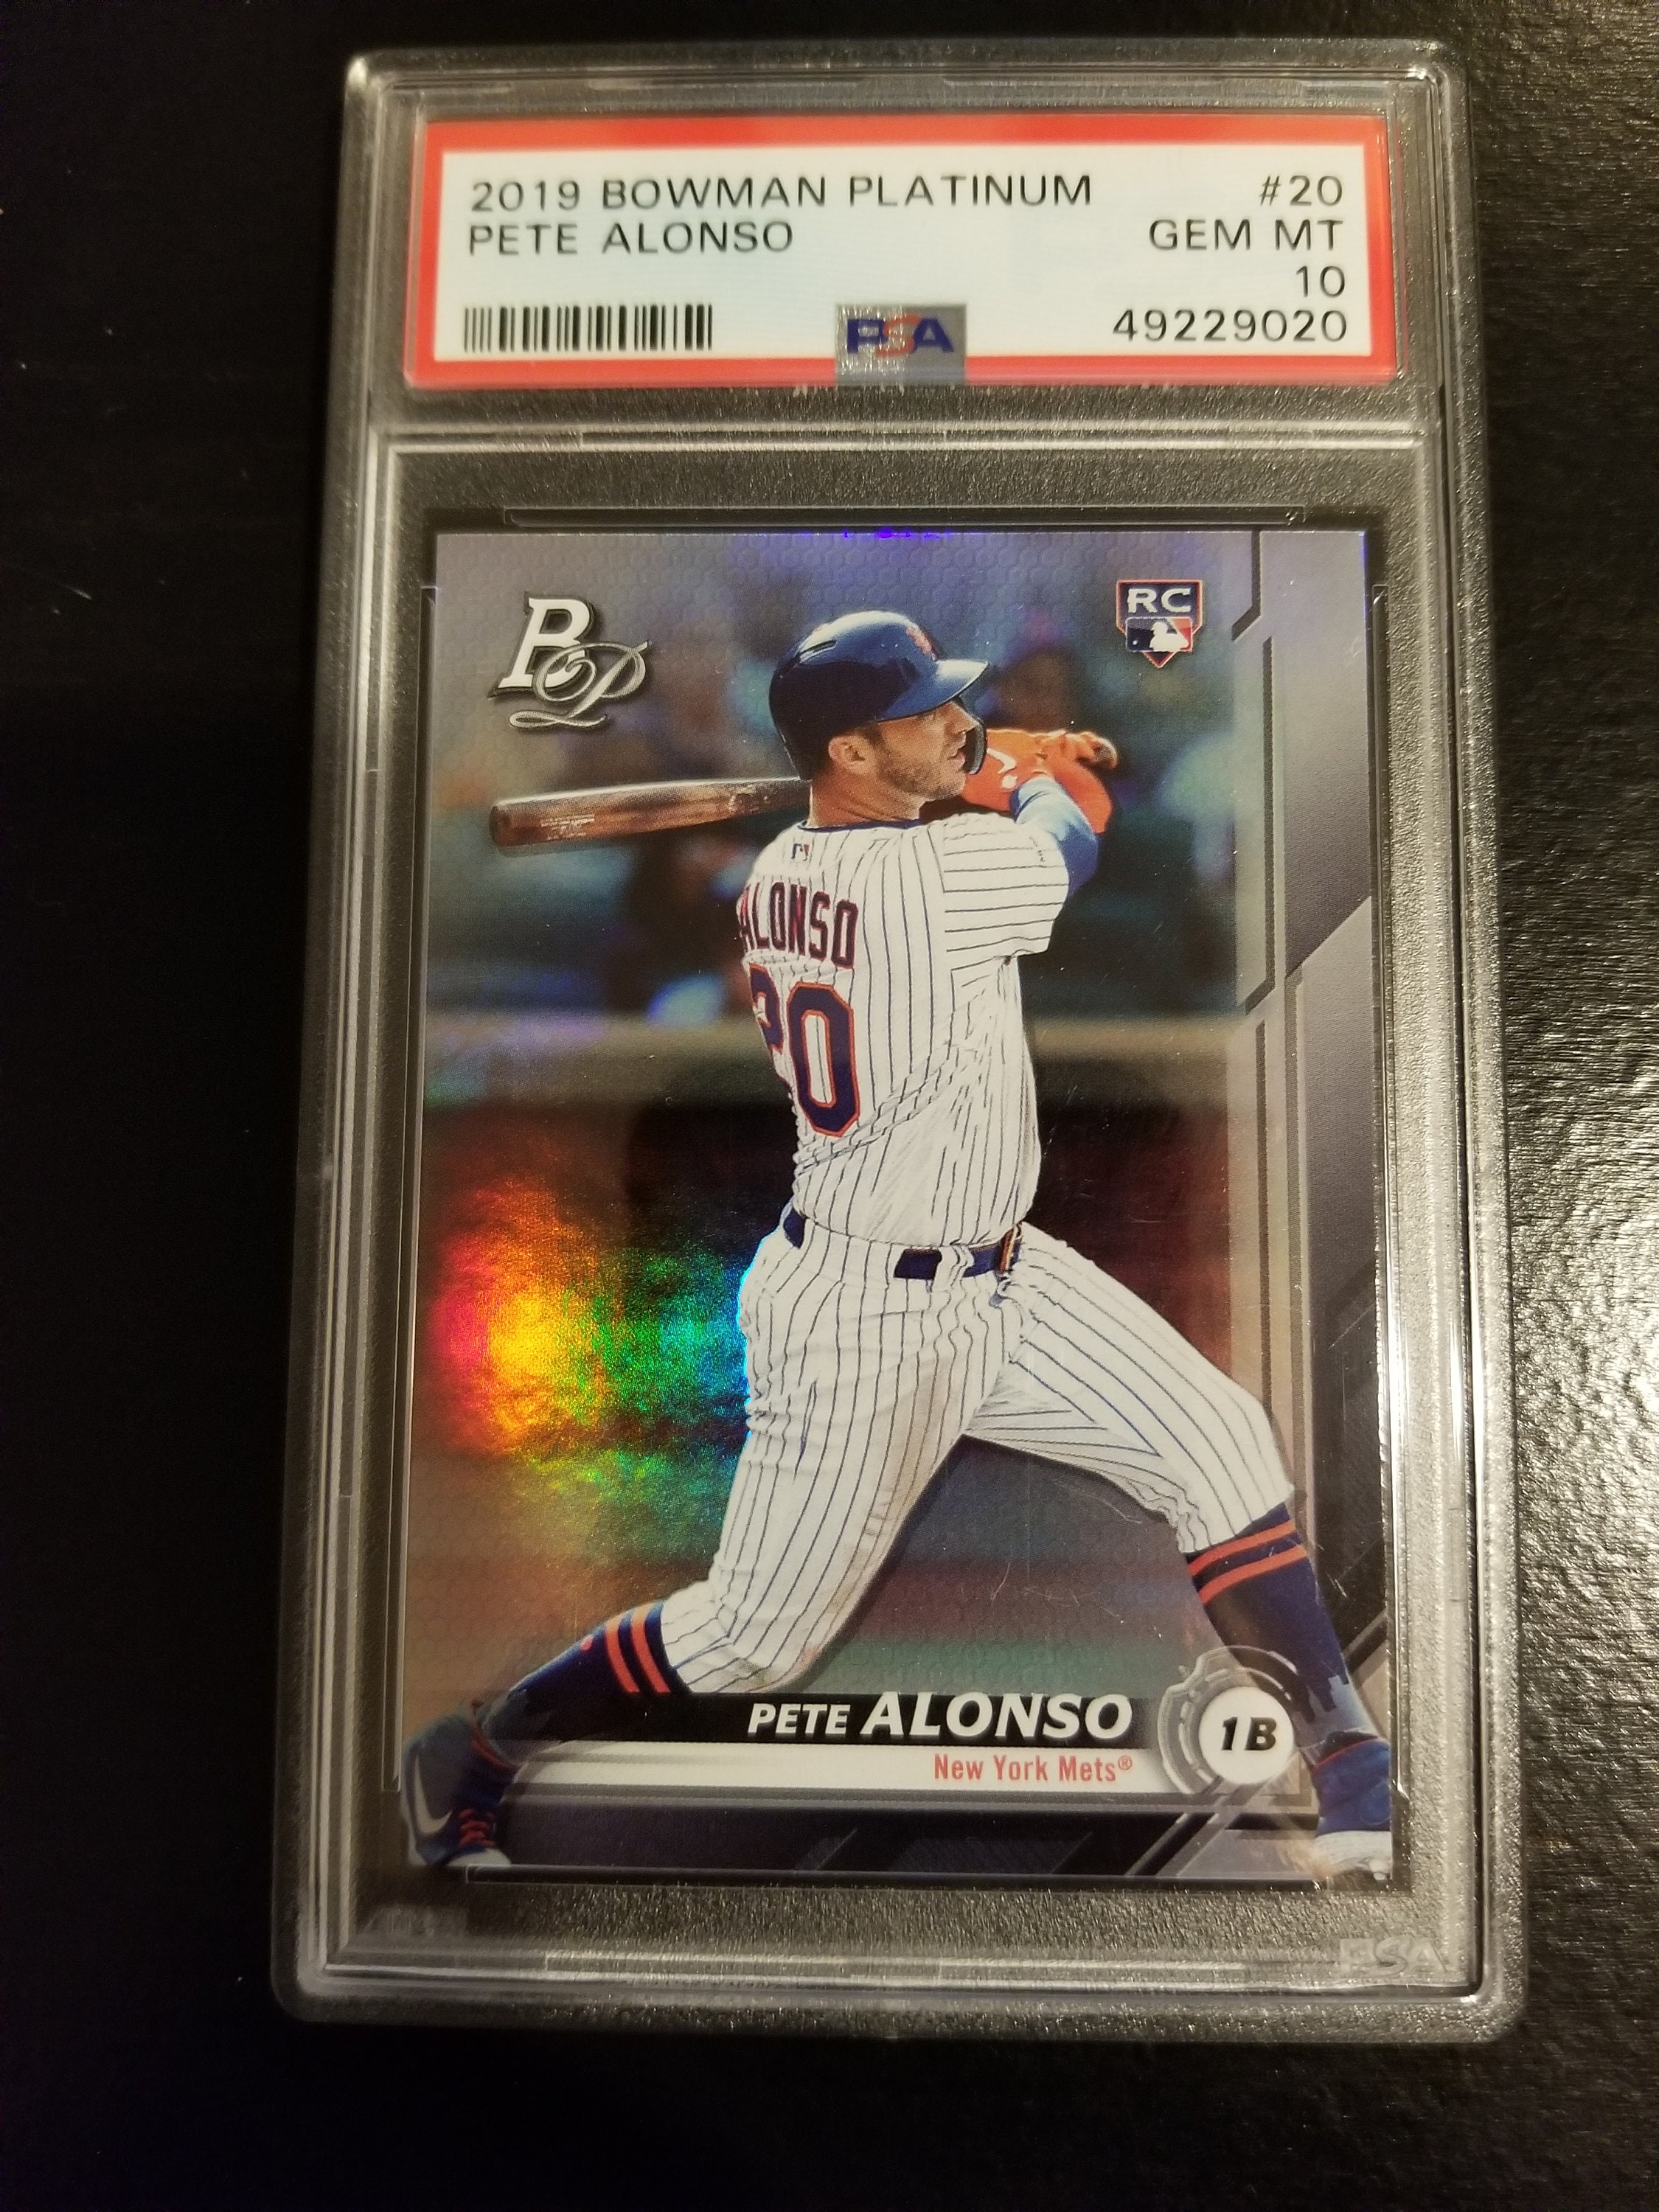 2019 BOWMAN PLATINUM #20
PETE ALONSO GEM MT
10
PSA 49229020
BP
RC
ALONSO
20
PETE ALONSO
1B
New York Mets®
PSA